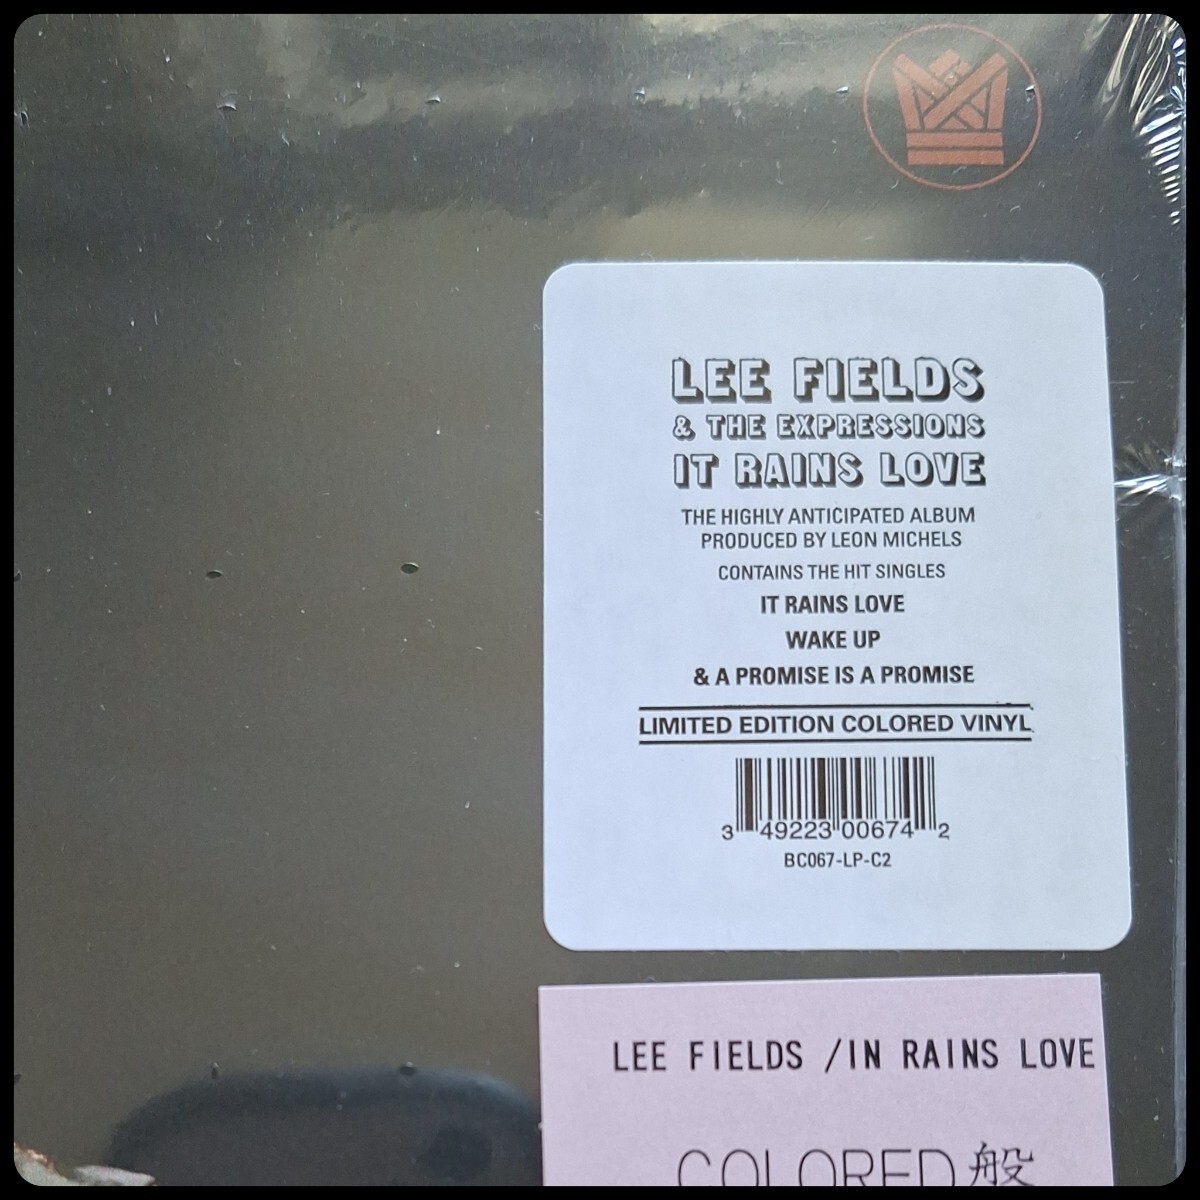 LEE FIELDS
& THE EXPRESSIONS
IT RAINS LOVE
THE HIGHLY ANTICIPATED ALBUM
PRODUCED BY LEON MICHELS
CONTAINS THE HIT SINGLES
IT RAINS LOVE
WAKE UP
& A PROMISE IS A PROMISE
LIMITED EDITION COLORED VINYL
3 49223 00674 2
BC067-LP-C2
LEE FIELDS /IN RAINS LOVE
COLORED般